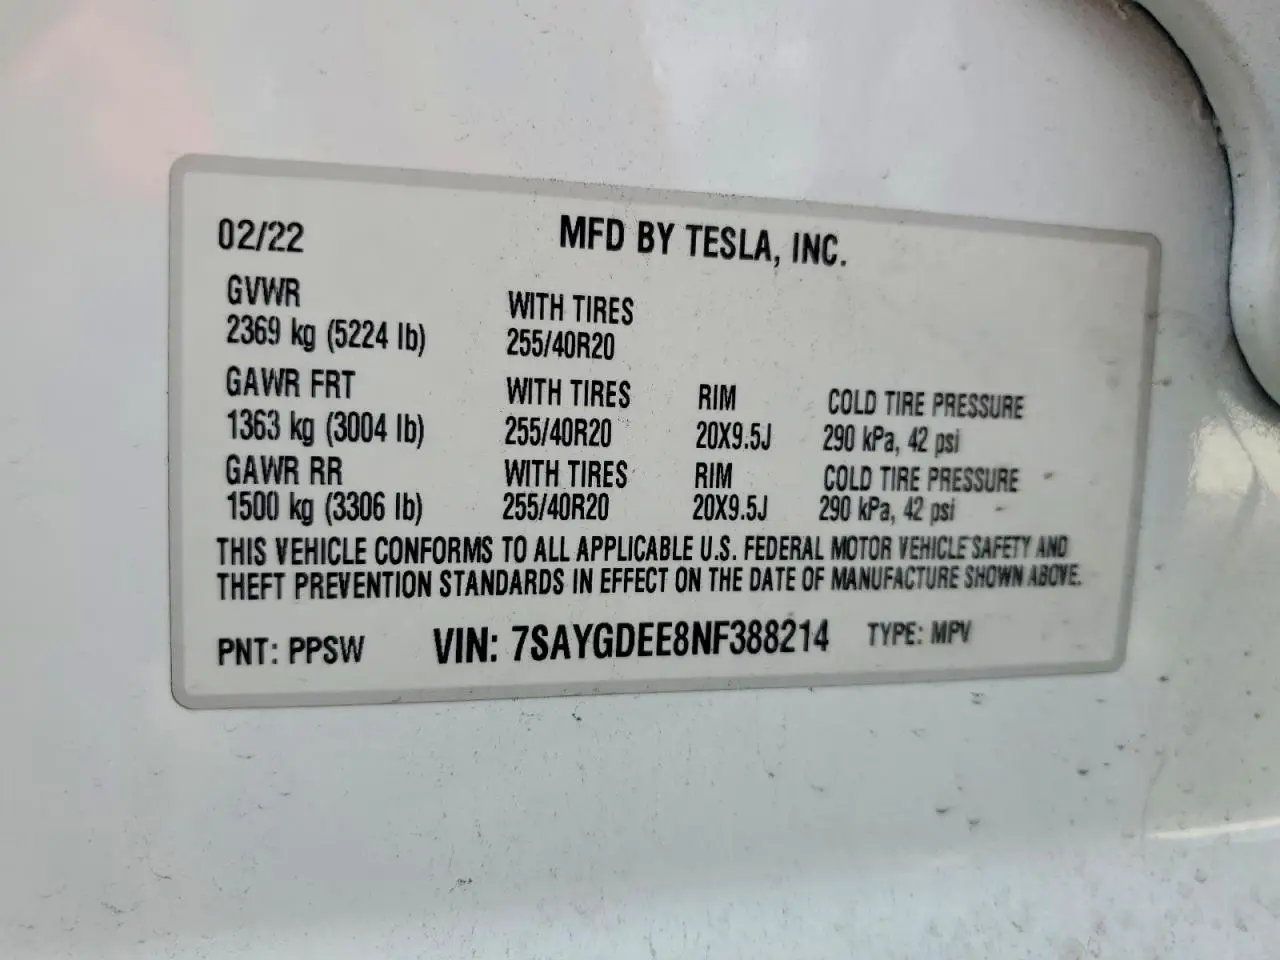 02/22 MFD BY TESLA, INC.
GVWR WITH TIRES
2369 kg (5224 lb) 255/40R20
GAWR FRT WITH TIRES RIM COLD TIRE PRESSURE
1363 kg (3004 lb) 255/40R20 20X9.5J 290 kPa, 42 psi
GAWR RR WITH TIRES RIM COLD TIRE PRESSURE
1500 kg (3306 lb) 255/40R20 20X9.5J 290 kPa, 42 psi
THIS VEHICLE CONFORMS TO ALL APPLICABLE U.S. FEDERAL MOTOR VEHICLE SAFETY AND
THEFT PREVENTION STANDARDS IN EFFECT ON THE DATE OF MANUFACTURE SHOWN ABOVE.
PNT: PPSW VIN: 7SAYGDEE8NF388214 TYPE: MPV